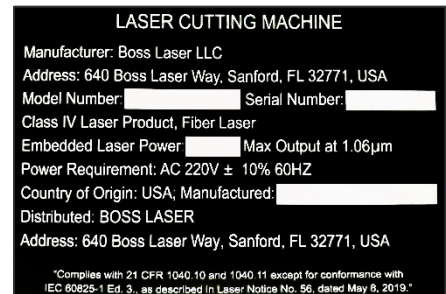 LASER CUTTING MACHINE
Manufacturer: Boss Laser LLC
Address: 640 Boss Laser Way, Sanford, FL 32771, USA
Model Number: Serial Number:
Class IV Laser Product, Fiber Laser
Embedded Laser Power: Max Output at 1.06μm
Power Requirement: AC 220V ± 10% 60HZ
Country of Origin: USA; Manufactured:
Distributed: BOSS LASER
Address: 640 Boss Laser Way, Sanford, FL 32771, USA
"Complies with 21 CFR 1040.10 and 1040.11 except for conformance with
IEC 60825-1 Ed. 3., as described in Laser Notice No. 56, dated May 8, 2019."